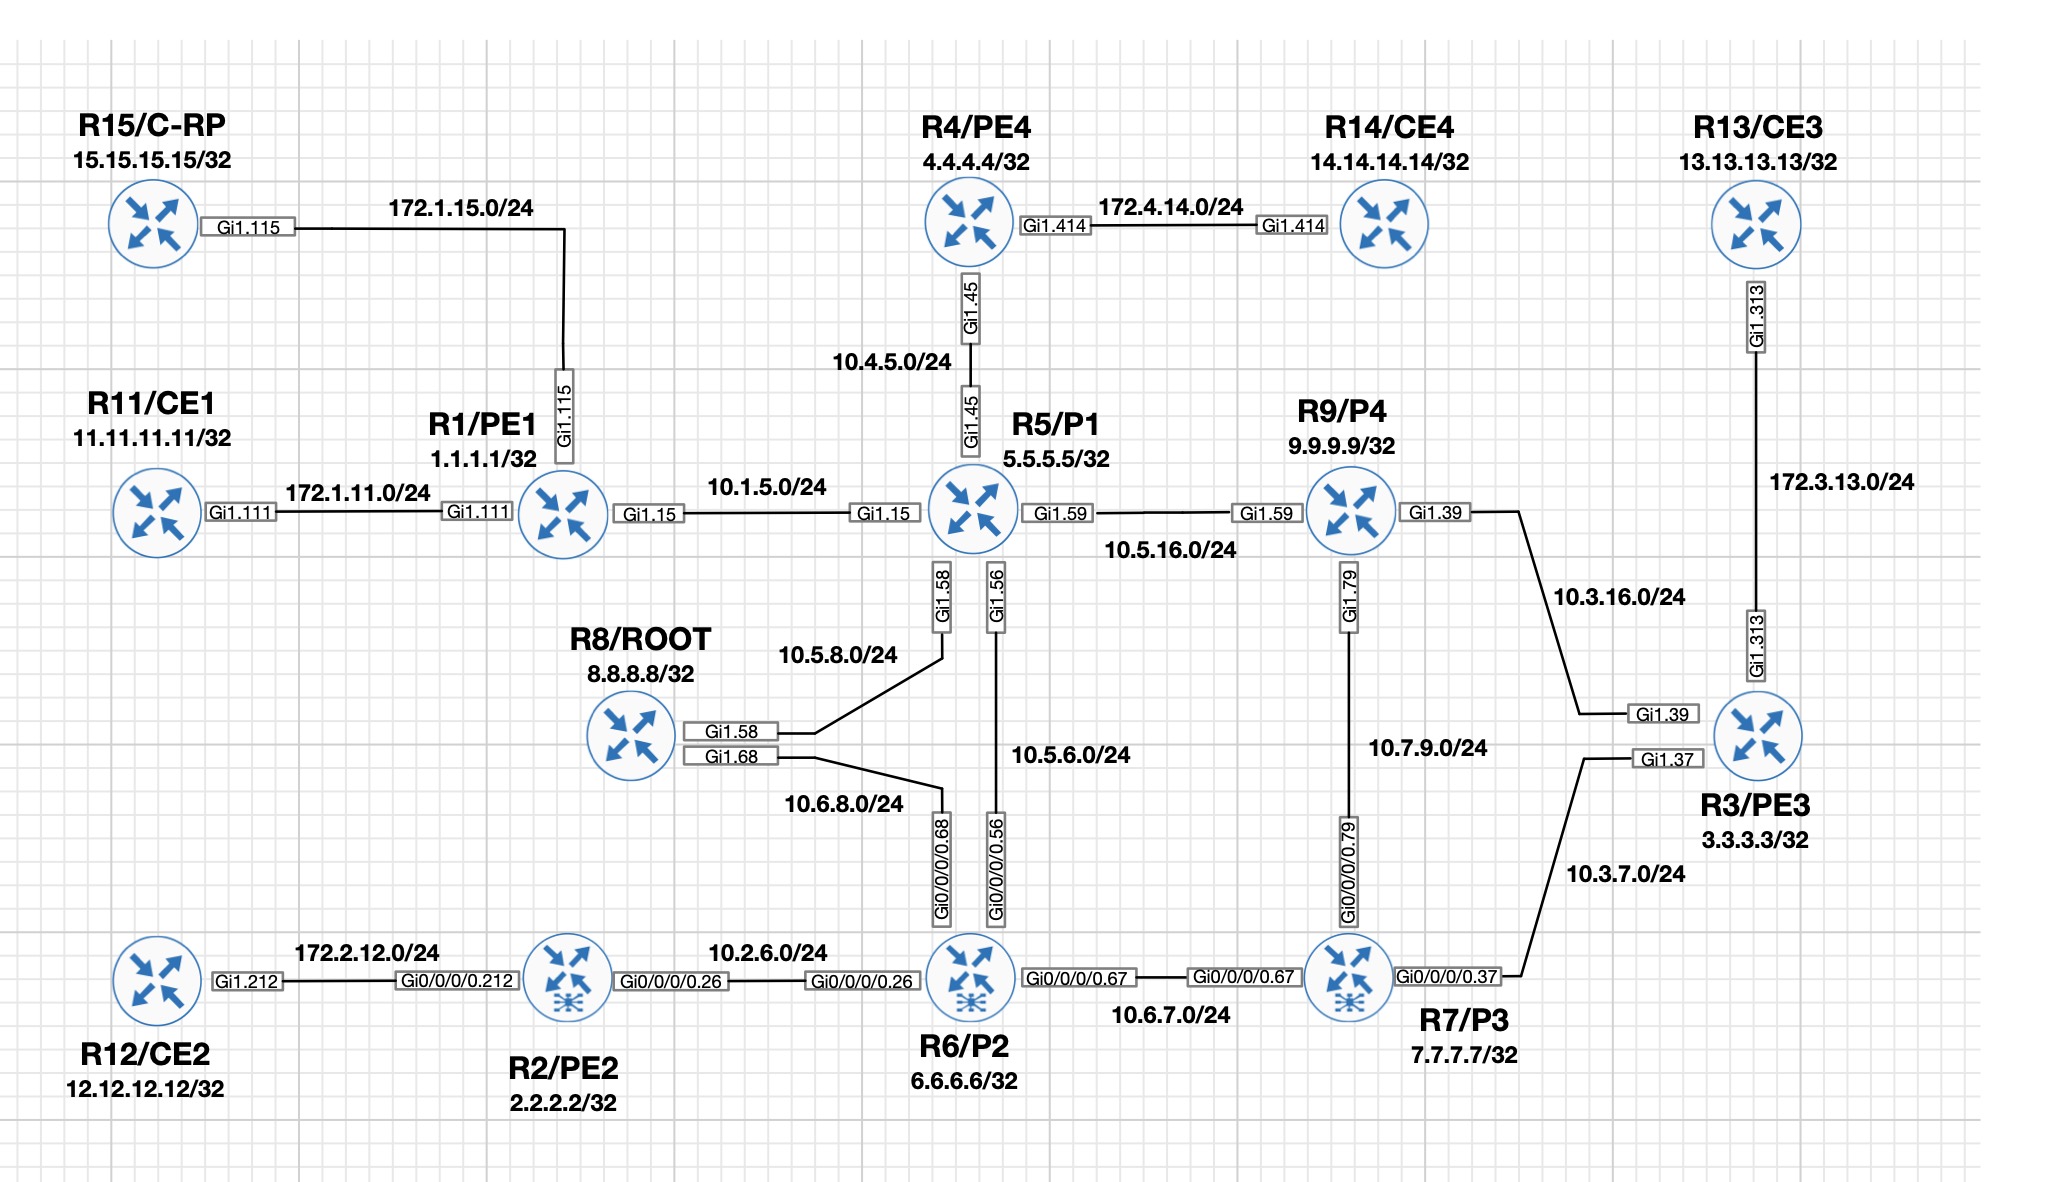 R15/C-RP
15.15.15.15/32
Gi1.115
172.1.15.0/24
Gi1.115
R4/PE4
4.4.4.4/32
Gi1.414
172.4.14.0/24
Gi1.414
R14/CE4
14.14.14.14/32
R13/CE3
13.13.13.13/32
Gi1.313
172.3.13.0/24
Gi1.313
Gi1.45
10.4.5.0/24
Gi1.45
R11/CE1
11.11.11.11/32
Gi1.111
172.1.11.0/24
Gi1.111
R1/PE1
1.1.1.1/32
Gi1.15
10.1.5.0/24
Gi1.15
R5/P1
5.5.5.5/32
Gi1.59
10.5.16.0/24
Gi1.59
R9/P4
9.9.9.9/32
Gi1.39
10.3.16.0/24
Gi1.39
Gi1.58
Gi1.56
Gi1.79
R8/ROOT
8.8.8.8/32
10.5.8.0/24
Gi1.58
Gi1.68
10.6.8.0/24
10.5.6.0/24
10.7.9.0/24
Gi1.37
R3/PE3
3.3.3.3/32
10.3.7.0/24
Gi0/0/0/0.68
Gi0/0/0/0.56
Gi0/0/0/0.79
R12/CE2
12.12.12.12/32
Gi1.212
172.2.12.0/24
Gi0/0/0/0.212
R2/PE2
2.2.2.2/32
Gi0/0/0/0.26
10.2.6.0/24
Gi0/0/0/0.26
R6/P2
6.6.6.6/32
Gi0/0/0/0.67
10.6.7.0/24
Gi0/0/0/0.67
R7/P3
7.7.7.7/32
Gi0/0/0/0.37